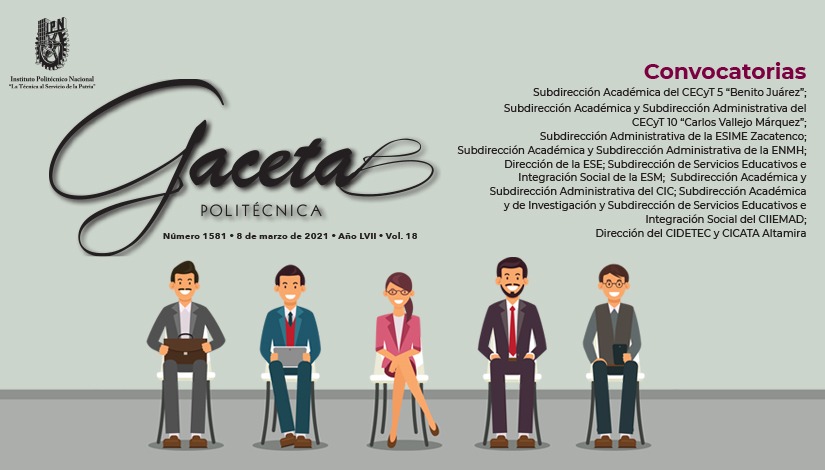 IPN
Instituto Politécnico Nacional
"La Técnica al Servicio de la Patria"
Gaceta
POLITÉCNICA
Número 1581 • 8 de marzo de 2021 • Año LVII • Vol. 18
Convocatorias
Subdirección Académica del CECyT 5 “Benito Juárez”;
Subdirección Académica y Subdirección Administrativa del
CECyT 10 “Carlos Vallejo Márquez”;
Subdirección Administrativa de la ESIME Zacatenco;
Subdirección Académica y Subdirección Administrativa de la ENMH;
Dirección de la ESE; Subdirección de Servicios Educativos e
Integración Social de la ESM; Subdirección Académica y
Subdirección Administrativa del CIC; Subdirección Académica
y de Investigación y Subdirección de Servicios Educativos e
Integración Social del CIIEMAD;
Dirección del CIDETEC y CICATA Altamira